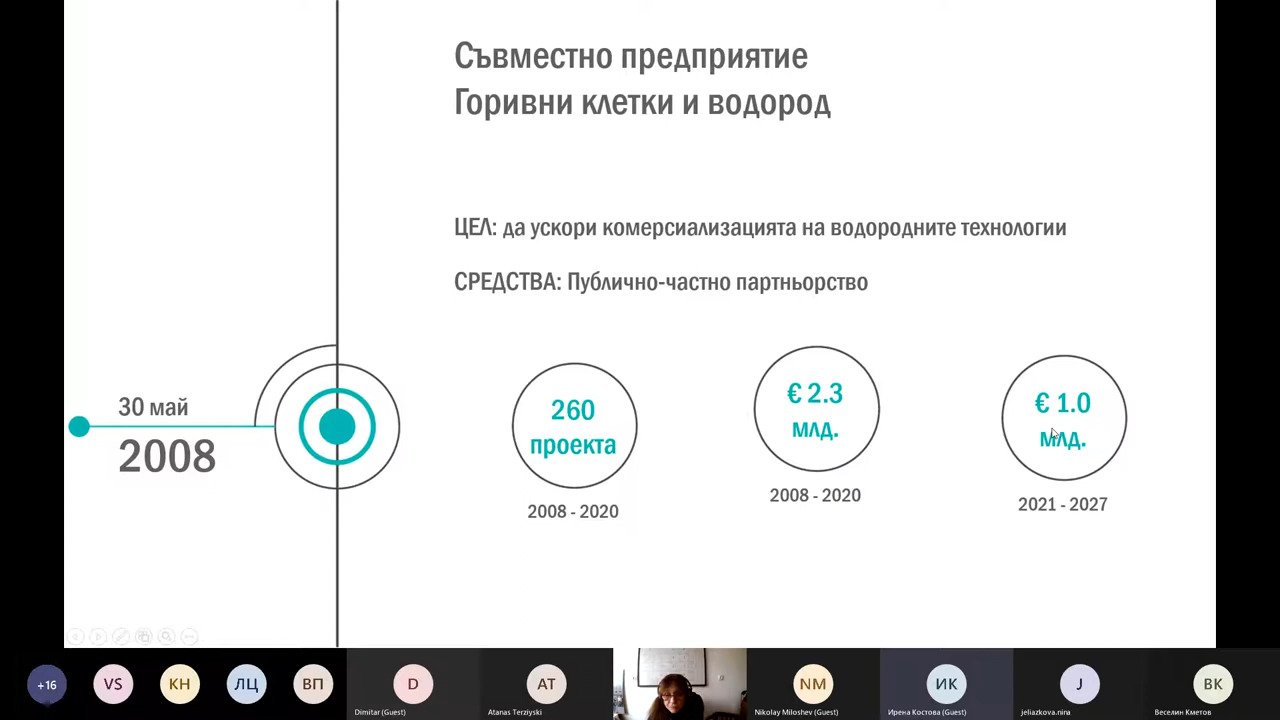 Съвместно предприятие
Горивни клетки и водород
ЦЕЛ: да ускори комерсиализацията на водородните технологии
СРЕДСТВА: Публично-частно партньорство
30 май
2008
260
проекта
2008 - 2020
€ 2.3
млд.
2008 - 2020
€ 1.0
млд.
2021 - 2027
+16
VS
КН
ЛЦ
ВП
D
Dimitar (Guest)
AT
Atanas Terziyski
NM
Nikolay Miloshev (Guest)
ИК
Ирена Костова (Guest)
J
jeliazkova.nina
ВК
Веселин Кметов